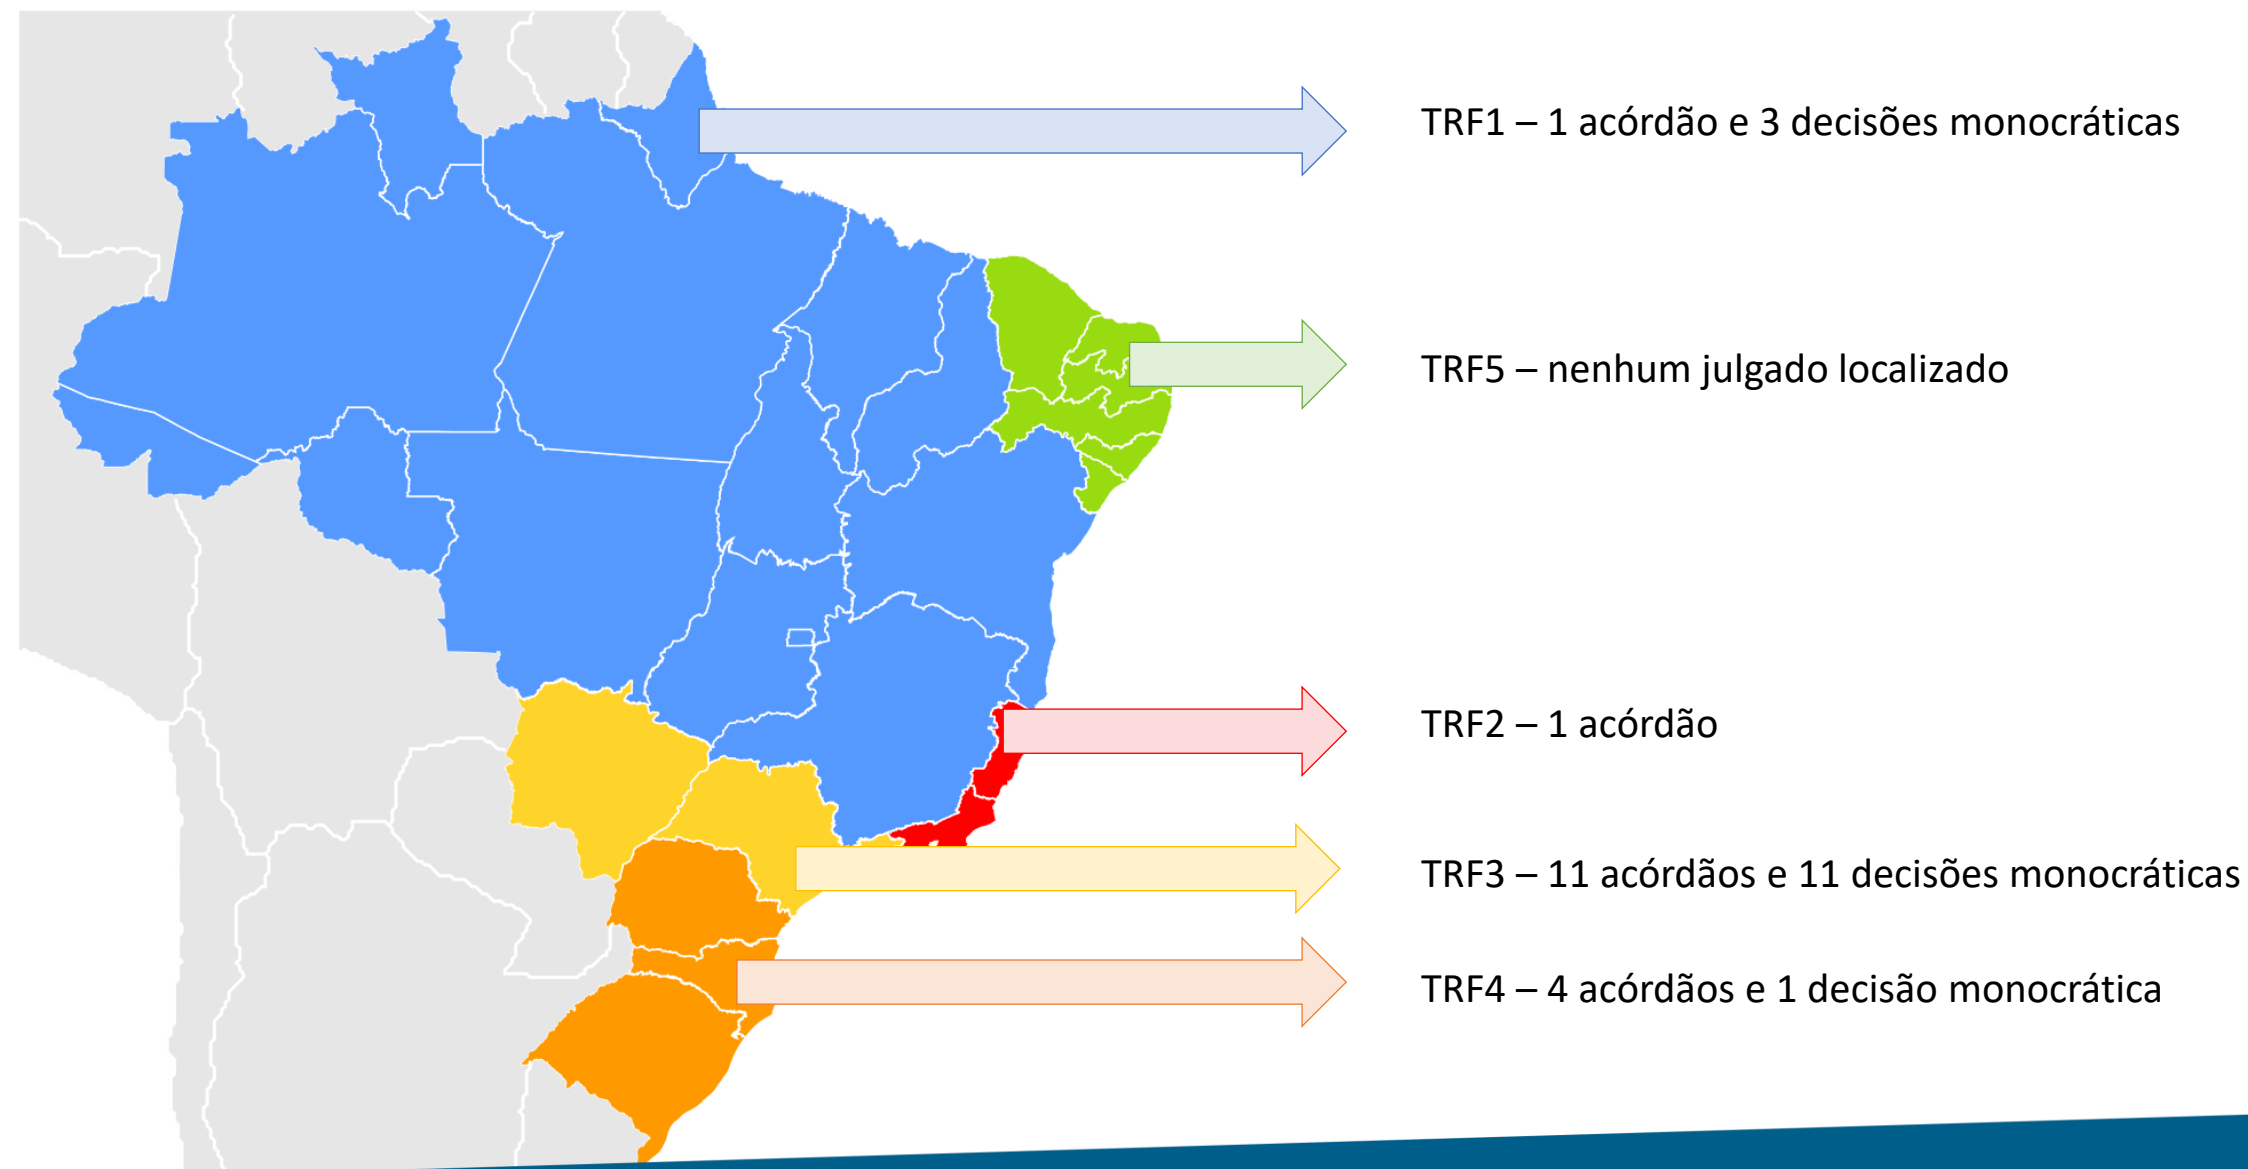 TRF1 – 1 acórdão e 3 decisões monocráticas
TRF5 – nenhum julgado localizado
TRF2 – 1 acórdão
TRF3 – 11 acórdãos e 11 decisões monocráticas
TRF4 – 4 acórdãos e 1 decisão monocrática